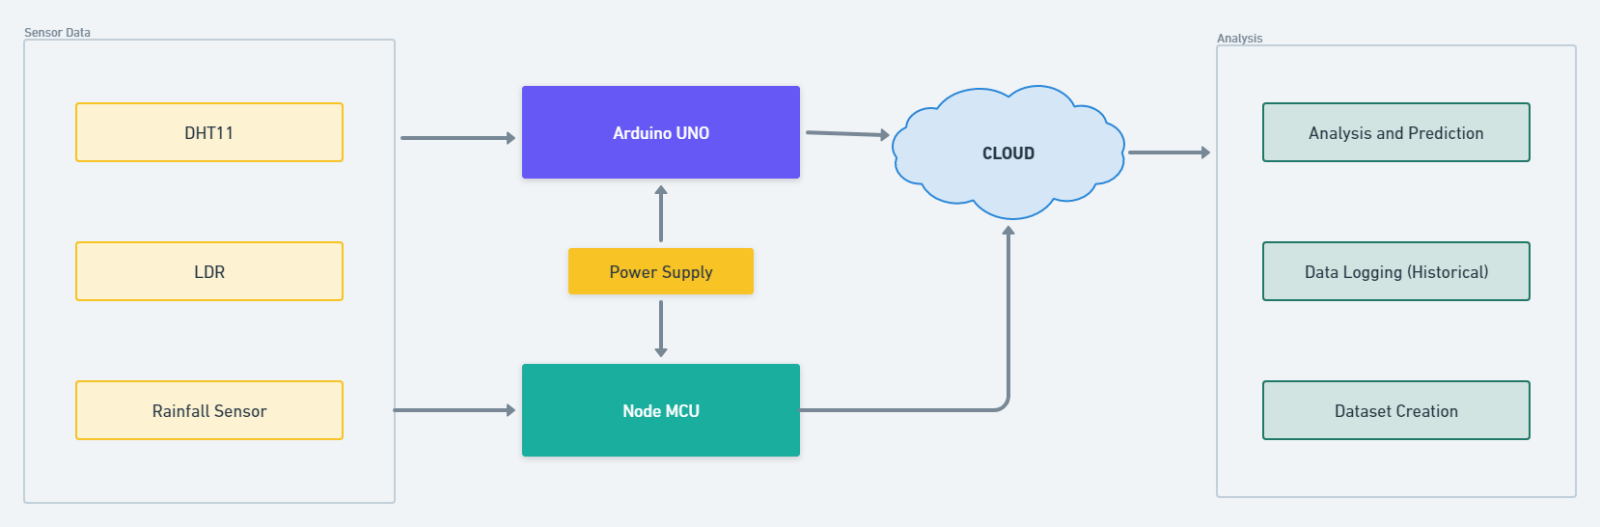 Sensor Data
DHT11
LDR
Rainfall Sensor
Arduino UNO
Power Supply
Node MCU
CLOUD
Analysis
Analysis and Prediction
Data Logging (Historical)
Dataset Creation